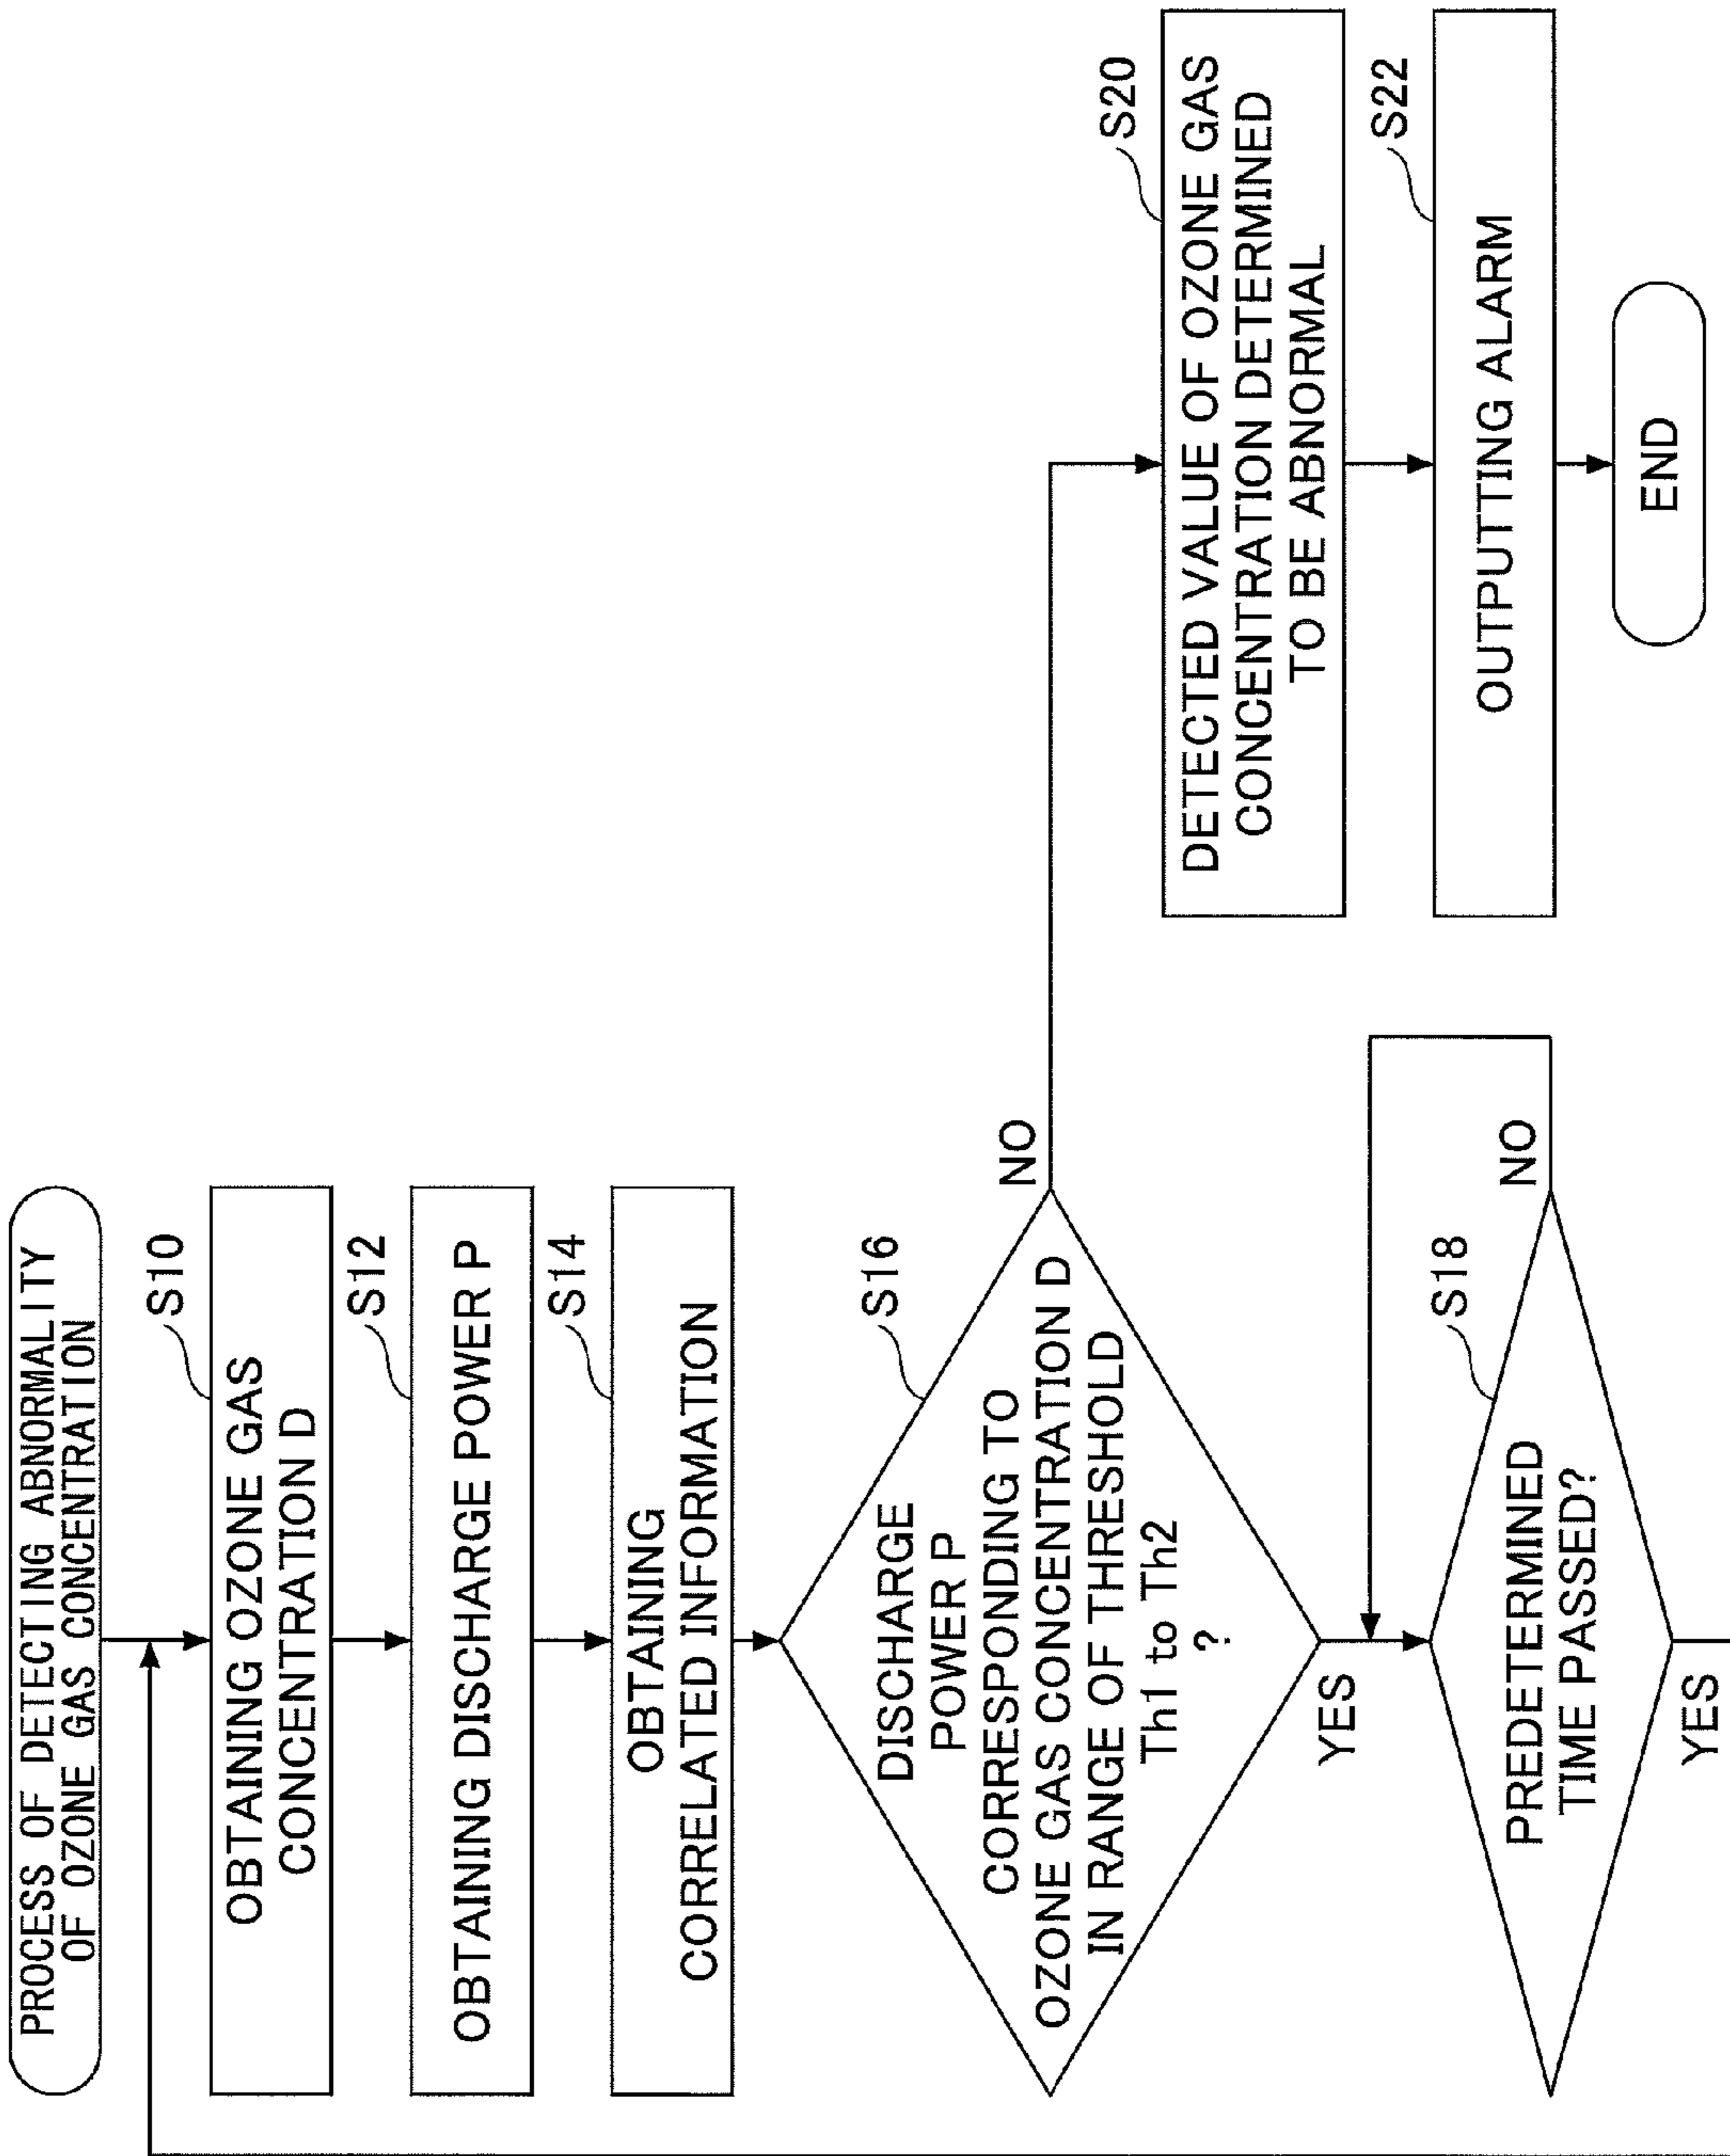 PROCESS OF DETECTING ABNORMALITY
OF OZONE GAS CONCENTRATION
S10
OBTAINING OZONE GAS
CONCENTRATION D
S12
OBTAINING DISCHARGE POWER P
S14
OBTAINING
CORRELATED INFORMATION
S16
DISCHARGE
POWER P
CORRESPONDING TO
OZONE GAS CONCENTRATION D
IN RANGE OF THRESHOLD
Th1 to Th2
?
NO
YES
S18
PREDETERMINED
TIME PASSED?
NO
YES
S20
DETECTED VALUE OF OZONE GAS
CONCENTRATION DETERMINED
TO BE ABNORMAL
S22
OUTPUTTING ALARM
END